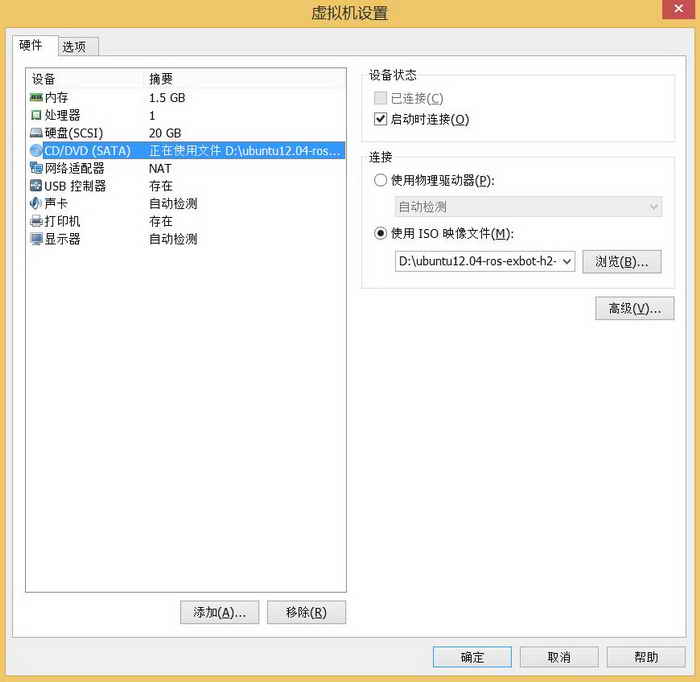 虚拟机设置
硬件 选项
设备 摘要
内存 1.5 GB
处理器 1
硬盘(SCSI) 20 GB
CD/DVD (SATA) 正在使用文件 D:\ubuntu12.04-ros...
网络适配器 NAT
USB 控制器 存在
声卡 自动检测
打印机 存在
显示器 自动检测
添加(A)... 移除(R)
设备状态
已连接(C)
启动时连接(O)
连接
使用物理驱动器(P):
自动检测
使用 ISO 映像文件(M):
D:\ubuntu12.04-ros-exbot-h2- 浏览(B)...
高级(V)...
确定 取消 帮助